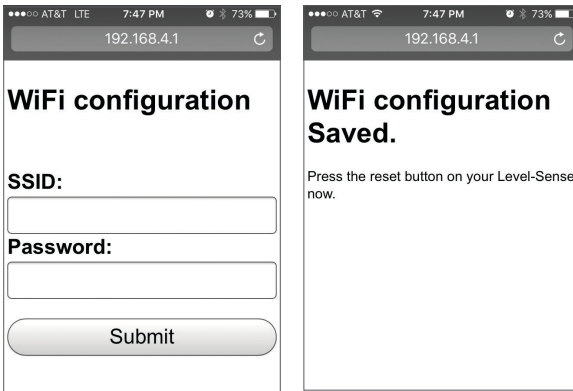 ●●●○○ AT&T LTE 7:47 PM 73%
192.168.4.1
WiFi configuration
SSID:
Password:
Submit
●●●○○ AT&T 7:47 PM 73%
192.168.4.1
WiFi configuration
Saved.
Press the reset button on your Level-Sense
now.